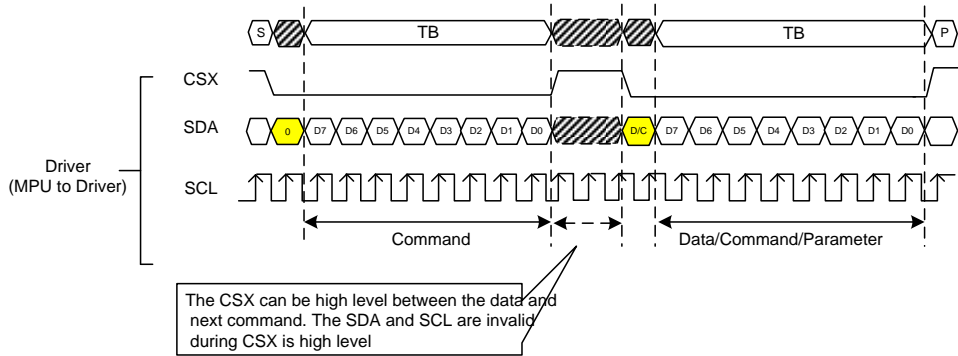 S TB TB P
CSX
SDA 0 D7 D6 D5 D4 D3 D2 D1 D0 D/C D7 D6 D5 D4 D3 D2 D1 D0
Driver
(MPU to Driver)
SCL
Command Data/Command/Parameter
The CSX can be high level between the data and
next command. The SDA and SCL are invalid
during CSX is high level